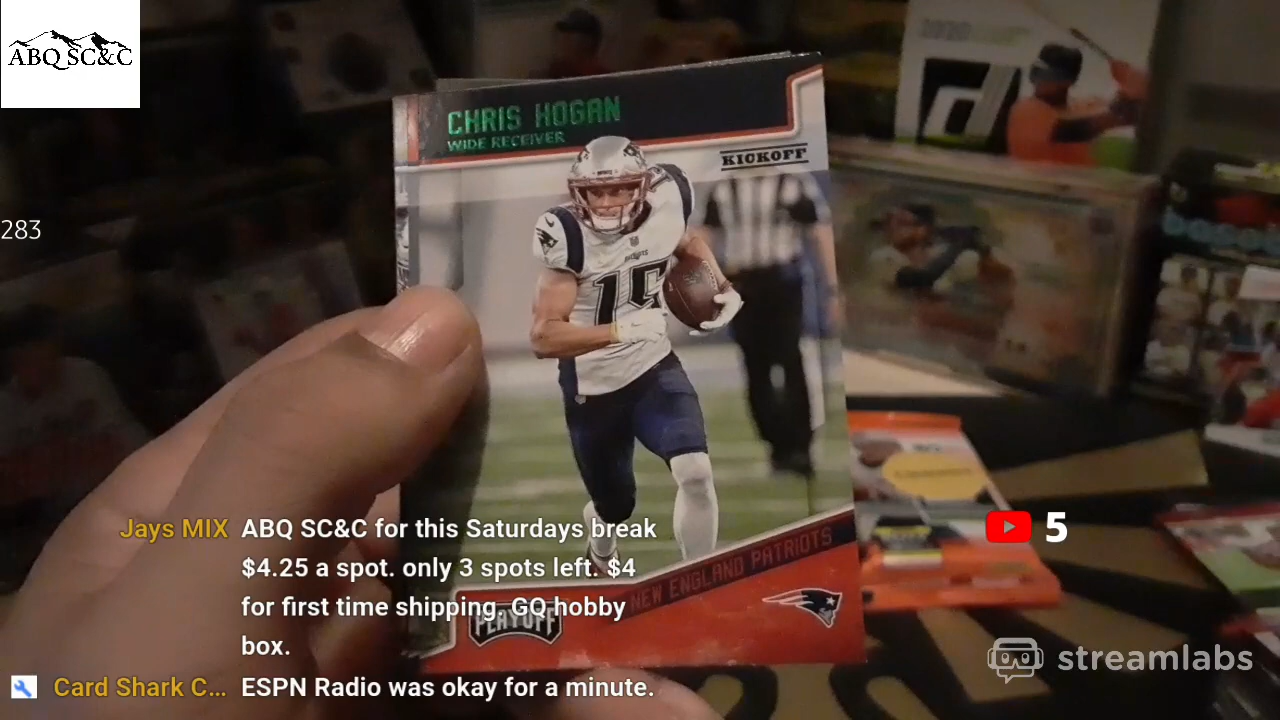 ABQ SC&C
CHRIS HOGAN
WIDE RECEIVER
KICKOFF
283
PATRIOTS
15
Jays MIX ABQ SC&C for this Saturdays break
$4.25 a spot. only 3 spots left. $4
for first time shipping. GQ hobby
box.
5
NEW ENGLAND PATRIOTS
PLAYOFF
streamlabs
Card Shark C... ESPN Radio was okay for a minute.